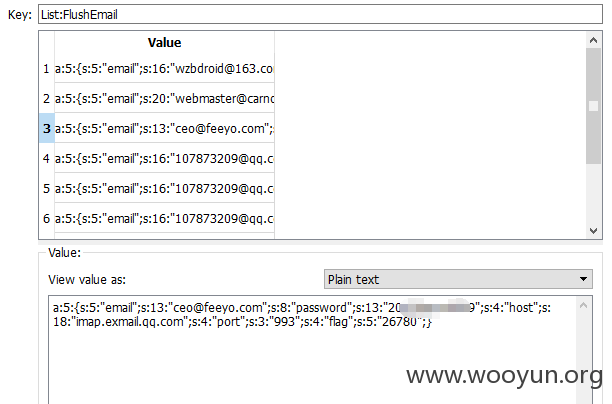 Key: List:FlushEmail
Value
1 a:5:{s:5:"email";s:16:"wzbdroid@163.co
2 a:5:{s:5:"email";s:20:"webmaster@carno
3 a:5:{s:5:"email";s:13:"ceo@feeyo.com";s
4 a:5:{s:5:"email";s:16:"107873209@qq.c
5 a:5:{s:5:"email";s:16:"107873209@qq.c
6 a:5:{s:5:"email";s:16:"107873209@qq.c
Value:
View value as: Plain text
a:5:{s:5:"email";s:13:"ceo@feeyo.com";s:8:"password";s:13:"20 9";s:4:"host";s:
18:"imap.exmail.qq.com";s:4:"port";s:3:"993";s:4:"flag";s:5:"26780";}
www.wooyun.org